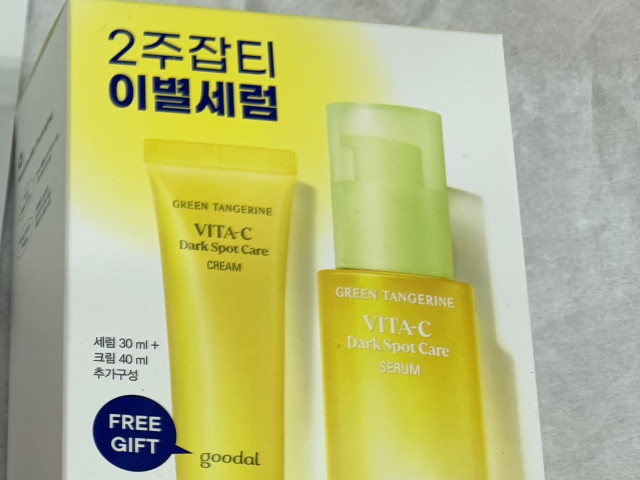 2주잡티
이별세럼
GREEN TANGERINE
VITA-C
Dark Spot Care
CREAM
GREEN TANGERINE
VITA-C
Dark Spot Care
SERUM
세럼 30 ml +
크림 40 ml
추가구성
FREE
GIFT
goodal